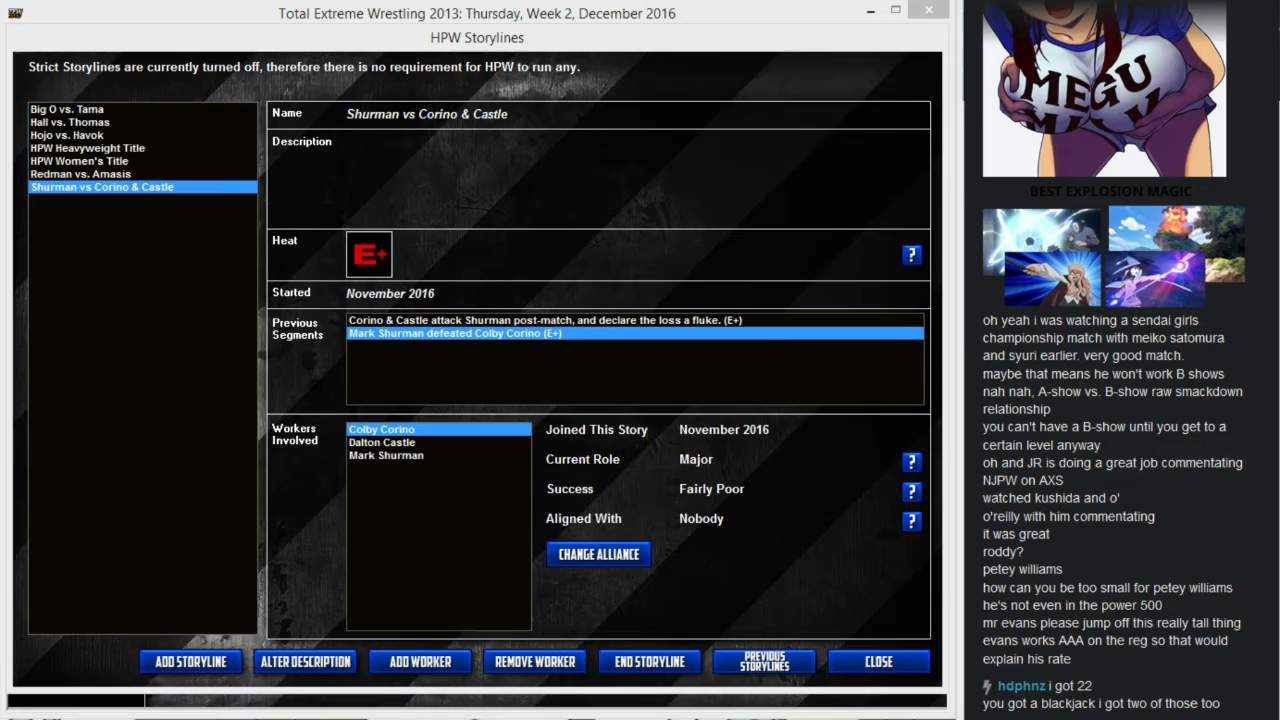 Total Extreme Wrestling 2013: Thursday, Week 2, December 2016
HPW Storylines
Strict Storylines are currently turned off, therefore there is no requirement for HPW to run any.
Big O vs. Tama
Hall vs. Thomas
Hojo vs. Havok
HPW Heavyweight Title
HPW Women's Title
Redman vs. Amasis
Shurman vs Corino & Castle
Name
Shurman vs Corino & Castle
Description
Heat
E+
?
Started
November 2016
Previous Segments
Corino & Castle attack Shurman post-match, and declare the loss a fluke. (E+)
Mark Shurman defeated Colby Corino (E+)
Workers Involved
Colby Corino
Dalton Castle
Mark Shurman
Joined This Story
November 2016
Current Role
Major
?
Success
Fairly Poor
?
Aligned With
Nobody
?
CHANGE ALLIANCE
ADD STORYLINE
ALTER DESCRIPTION
ADD WORKER
REMOVE WORKER
END STORYLINE
PREVIOUS STORYLINES
CLOSE
MEGU
BEST EXPLOSION MAGIC
oh yeah i was watching a sendai girls
championship match with meiko satomura
and syuri earlier. very good match.
maybe that means he won't work B shows
nah nah, A-show vs. B-show raw smackdown
relationship
you can't have a B-show until you get to a
certain level anyway
oh and JR is doing a great job commentating
NJPW on AXS
watched kushida and o'
o'reilly with him commentating
it was great
roddy?
petey williams
how can you be too small for petey williams
he's not even in the power 500
mr evans please jump off this really tall thing
evans works AAA on the reg so that would
explain his rate
hdphnz i got 22
you got a blackjack i got two of those too